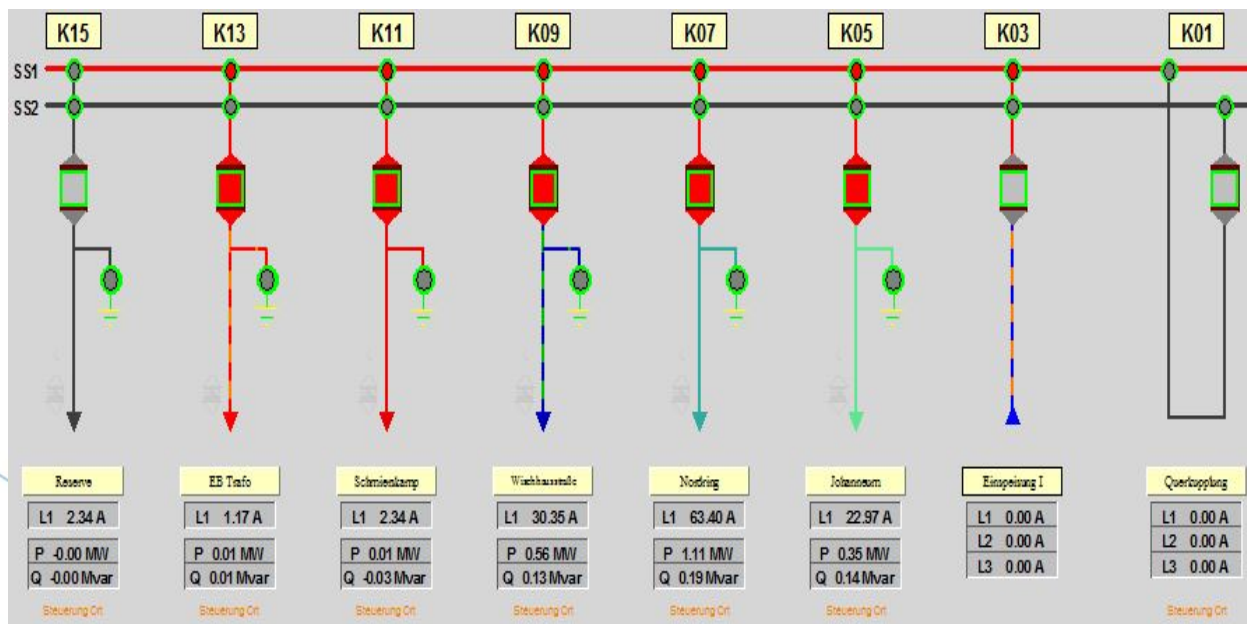 K15 K13 K11 K09 K07 K05 K03 K01
SS1
SS2
Reserve EB Trafo Schmienkamp Wischhausstraße Nordring Johanneum Einspeisung I Querkupplung
L1 2.34 A L1 1.17 A L1 2.34 A L1 30.35 A L1 63.40 A L1 22.97 A L1 0.00 A L1 0.00 A
L2 0.00 A L2 0.00 A
P -0.00 MW P 0.01 MW P 0.01 MW P 0.56 MW P 1.11 MW P 0.35 MW L3 0.00 A L3 0.00 A
Q -0.00 Mvar Q 0.01 Mvar Q -0.03 Mvar Q 0.13 Mvar Q 0.19 Mvar Q 0.14 Mvar
Steuerung Ort Steuerung Ort Steuerung Ort Steuerung Ort Steuerung Ort Steuerung Ort Steuerung Ort